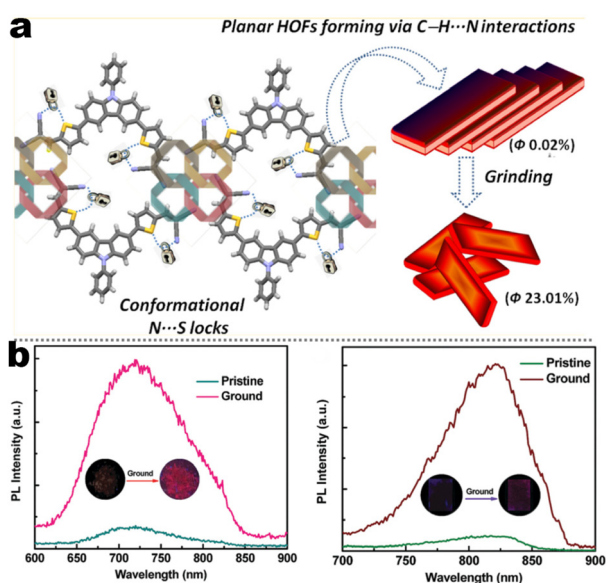 a
Planar HOFs forming via C–H···N interactions
(Φ 0.02%)
Grinding
(Φ 23.01%)
Conformational
N···S locks
b
PL Intensity (a.u.)
Pristine
Ground
Ground
600 650 700 750 800 850 900
Wavelength (nm)
PL Intensity (a.u.)
Pristine
Ground
Ground
700 750 800 850 900
Wavelength (nm)